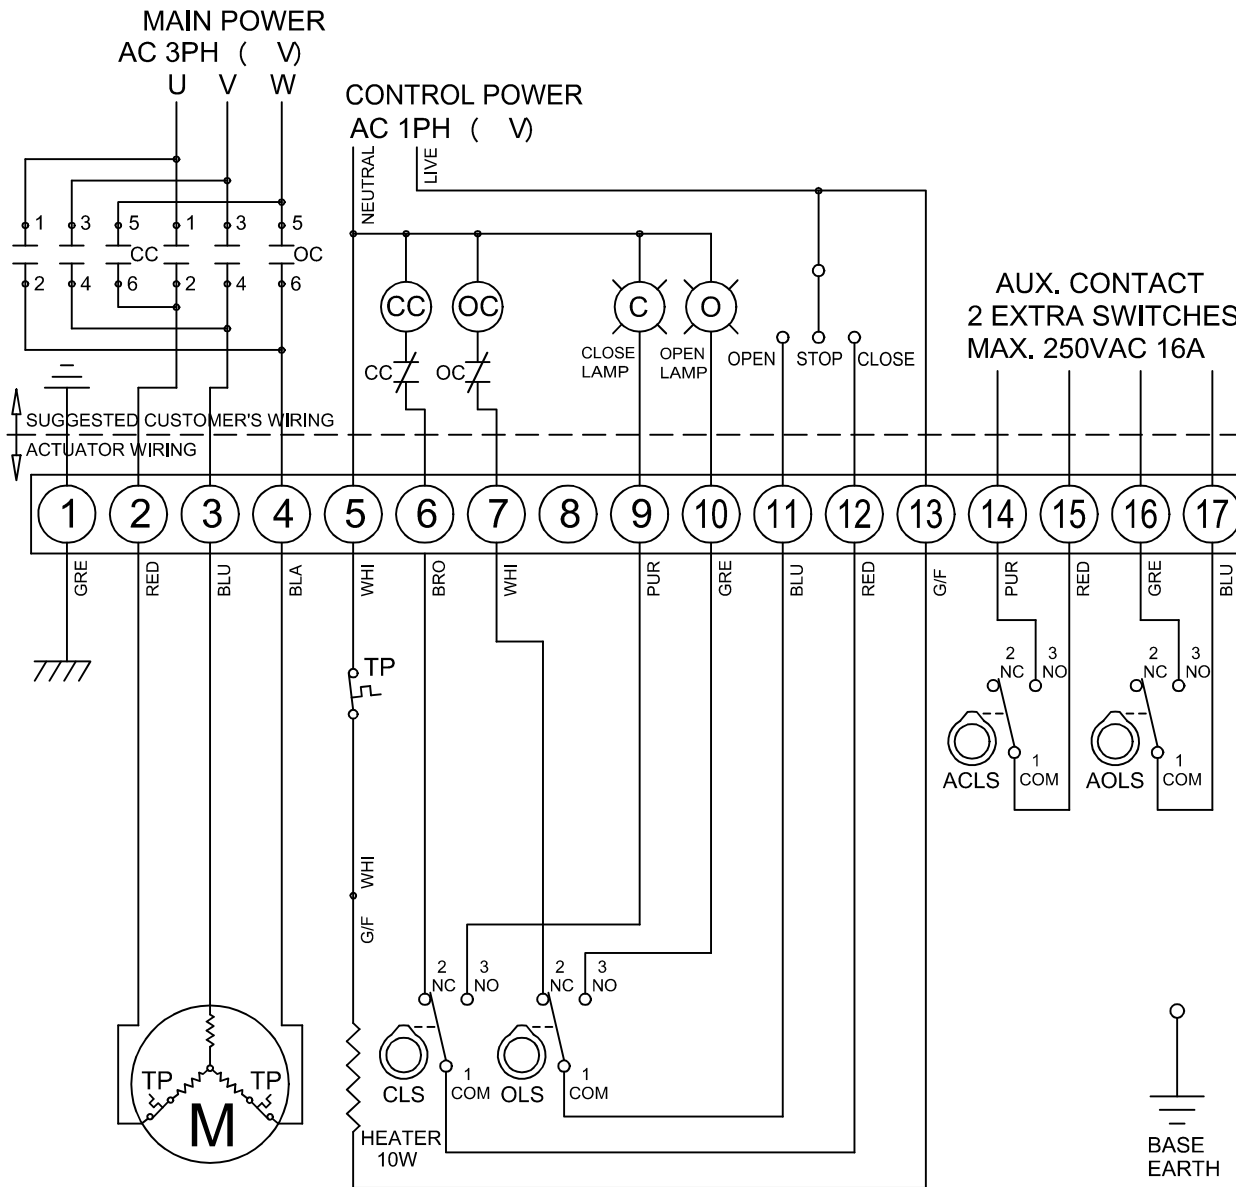 MAIN POWER
AC 3PH ( V)
U V W
CONTROL POWER
AC 1PH ( V)
NEUTRAL
LIVE
1 3 5 1 3 5
CC OC
2 4 6 2 4 6
CC OC C O
AUX. CONTACT
2 EXTRA SWITCHES
MAX. 250VAC 16A
CLOSE LAMP
OPEN LAMP
OPEN STOP CLOSE
CC OC
SUGGESTED CUSTOMER'S WIRING
ACTUATOR WIRING
1 2 3 4 5 6 7 8 9 10 11 12 13 14 15 16 17
GRE RED BLU BLA WHI BRO WHI PUR GRE BLU RED G/F PUR RED GRE BLU
TP
2 NC 3 NO
1 COM
ACLS
2 NC 3 NO
1 COM
AOLS
WHI
G/F
2 NC 3 NO
1 COM
CLS
2 NC 3 NO
1 COM
OLS
TP TP
M
HEATER
10W
BASE
EARTH